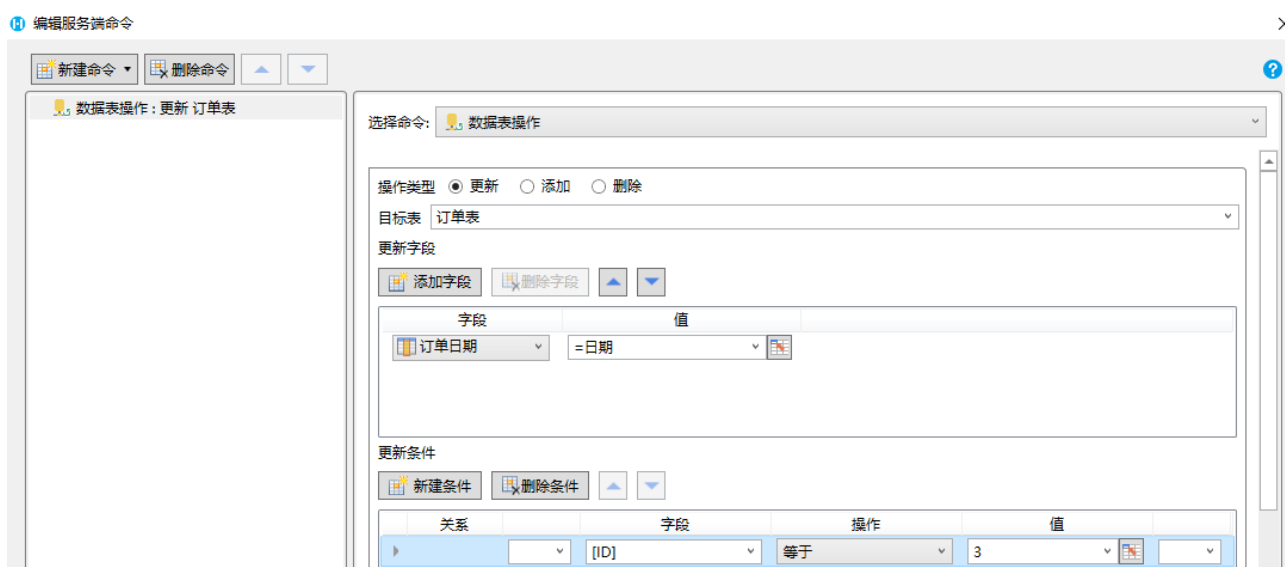 编辑服务端命令
新建命令 删除命令
数据表操作 : 更新 订单表
选择命令: 数据表操作
操作类型 更新 添加 删除
目标表 订单表
更新字段
添加字段 删除字段
字段 值
订单日期 =日期
更新条件
新建条件 删除条件
关系 字段 操作 值
[ID] 等于 3